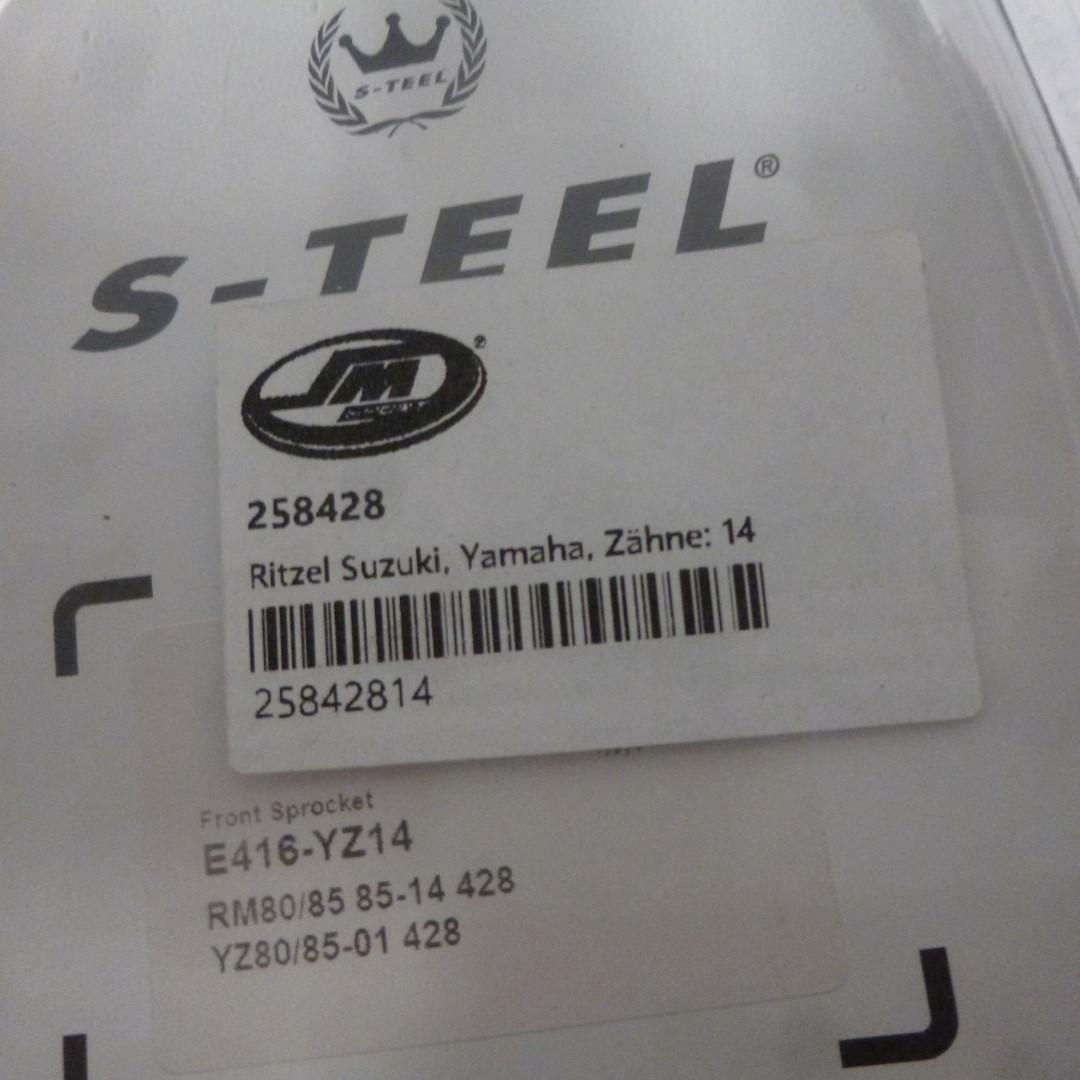 S-TEEL
S-TEEL®
JM
®
258428
Ritzel Suzuki, Yamaha, Zähne: 14
25842814
Front Sprocket
E416-YZ14
RM80/85 85-14 428
YZ80/85-01 428